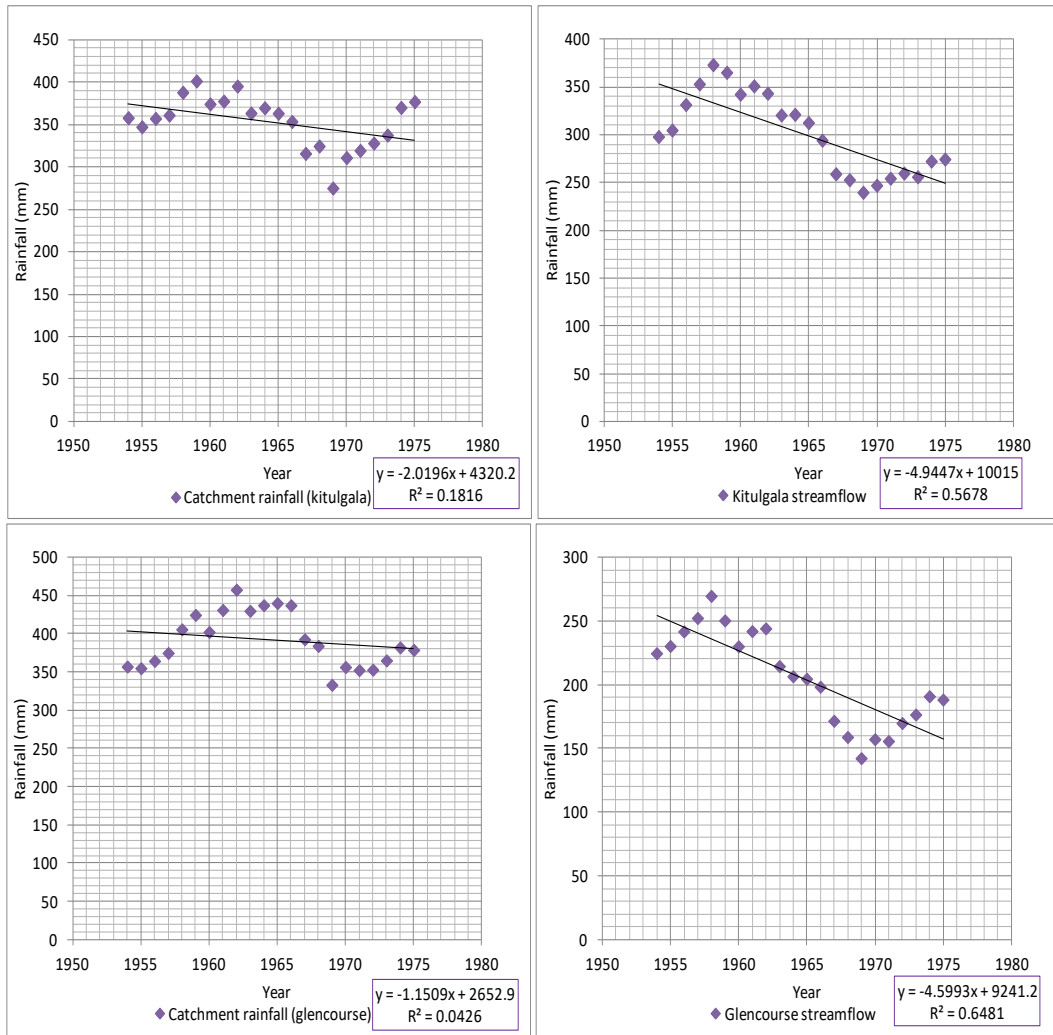 450
400
350
300
250
200
150
100
50
0
Rainfall (mm)
1950 1955 1960 1965 1970 1975 1980
Year
Catchment rainfall (kitulgala)
y = -2.0196x + 4320.2
R² = 0.1816
400
350
300
250
200
150
100
50
0
Rainfall (mm)
1950 1955 1960 1965 1970 1975 1980
Year
Kitulgala streamflow
y = -4.9447x + 10015
R² = 0.5678
500
450
400
350
300
250
200
150
100
50
0
Rainfall (mm)
1950 1955 1960 1965 1970 1975 1980
Year
Catchment rainfall (glencourse)
y = -1.1509x + 2652.9
R² = 0.0426
300
250
200
150
100
50
0
Rainfall (mm)
1950 1955 1960 1965 1970 1975 1980
Year
Glencourse streamflow
y = -4.5993x + 9241.2
R² = 0.6481